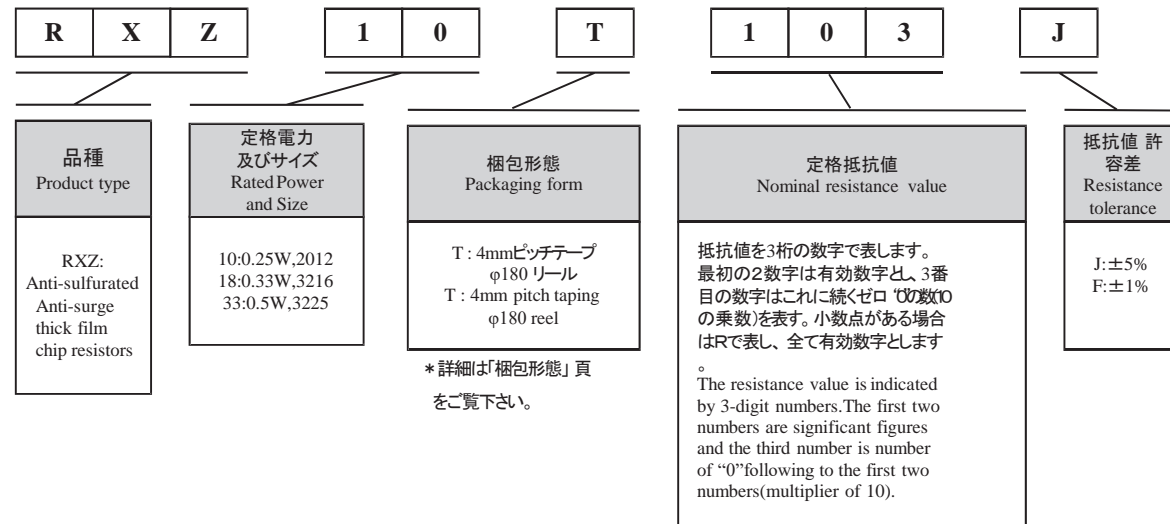 R X Z 1 0 T 1 0 3 J
品種
Product type
RXZ:
Anti-sulfurated
Anti-surge
thick film
chip resistors
定格電力
及びサイズ
Rated Power
and Size
10:0.25W,2012
18:0.33W,3216
33:0.5W,3225
梱包形態
Packaging form
T : 4mmピッチテープ
φ180 リール
T : 4mm pitch taping
φ180 reel
＊詳細は「梱包形態」頁
をご覧下さい。
定格抵抗値
Nominal resistance value
抵抗値を3桁の数字で表します。
最初の2数字は有効数字とし、3番
目の数字はこれに続くゼロ“0”の数(10
の乗数)を表す。小数点がある場合
はRで表し、全て有効数字とします
。
The resistance value is indicated
by 3-digit numbers.The first two
numbers are significant figures
and the third number is number
of “0”following to the first two
numbers(multiplier of 10).
抵抗値 許
容差
Resistance
tolerance
J:±5%
F:±1%